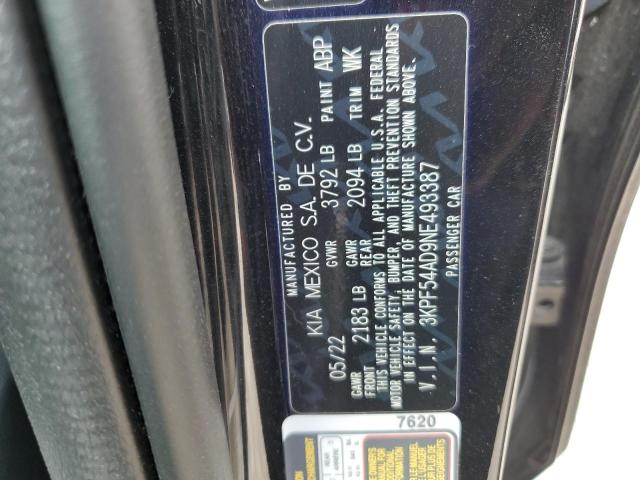 MANUFACTURED BY
KIA MEXICO S.A. DE C.V.
05/22 GVWR 3792 LB PAINT ABP
GAWR FRONT 2183 LB GAWR REAR 2094 LB TRIM WK
THIS VEHICLE CONFORMS TO ALL APPLICABLE U.S.A. FEDERAL
MOTOR VEHICLE SAFETY, BUMPER, AND THEFT PREVENTION STANDARDS
IN EFFECT ON THE DATE OF MANUFACTURE SHOWN ABOVE.
V.I.N. 3KPF54AD9NE493387
PASSENGER CAR
7620